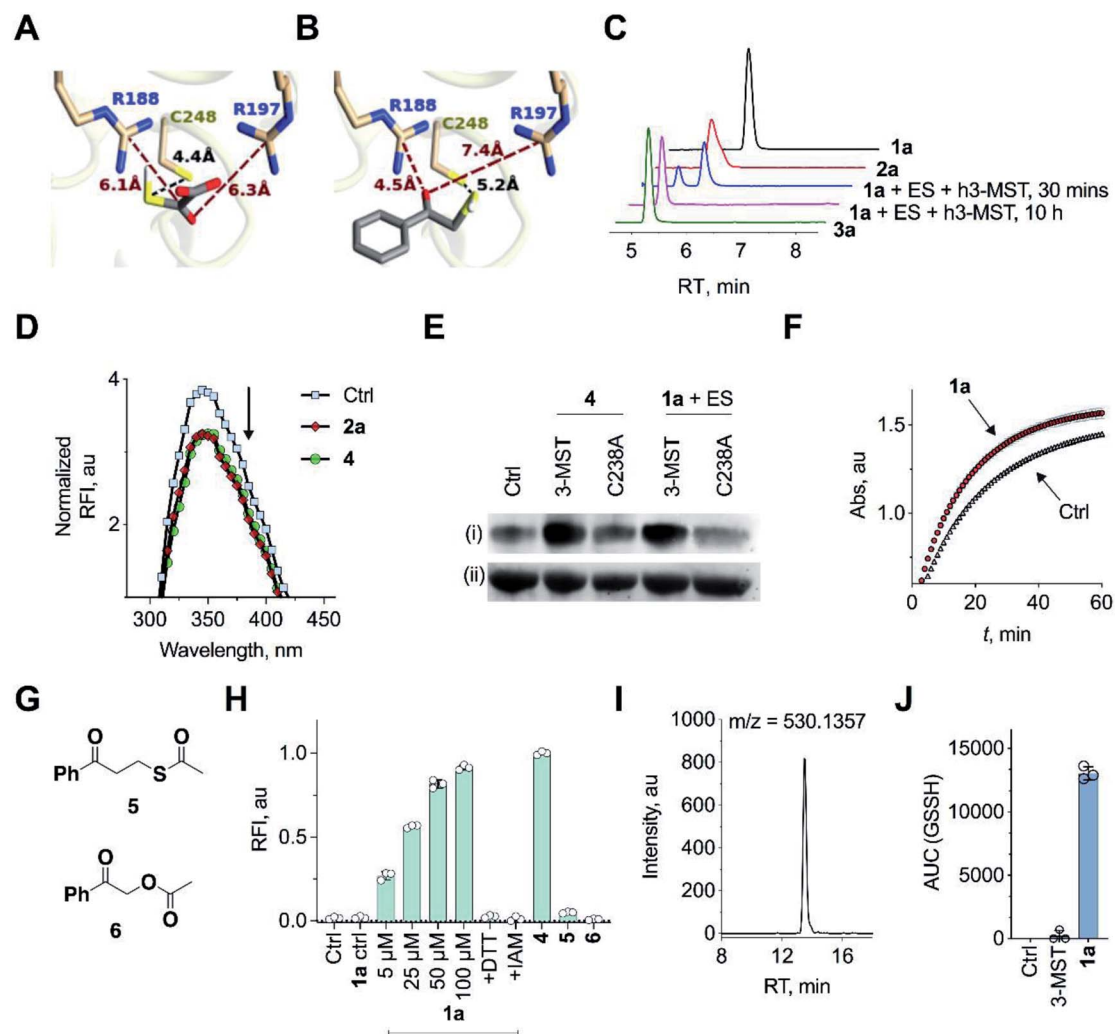 A
R188
C248
R197
4.4Å
6.1Å
6.3Å
B
R188
C248
R197
7.4Å
4.5Å
5.2Å
C
1a
2a
1a + ES + h3-MST, 30 mins
1a + ES + h3-MST, 10 h
3a
5 6 7 8
RT, min
D
4
2
Normalized
RFI, au
Ctrl
2a
4
300 350 400 450
Wavelength, nm
E
4
1a + ES
Ctrl
3-MST
C238A
3-MST
C238A
(i)
(ii)
F
1a
1.5
1.0
Abs, au
Ctrl
0 20 40 60
t, min
G
O
O
Ph
S
5
O
Ph
O
O
6
H
1.0
0.5
0.0
RFI, au
Ctrl
1a ctrl
5 µM
25 µM
50 µM
100 µM
+DTT
+IAM
4
5
6
1a
I
m/z = 530.1357
1000
800
600
400
200
0
Intensity, au
8 12 16
RT, min
J
15000
10000
5000
0
AUC (GSSH)
Ctrl
3-MST
1a